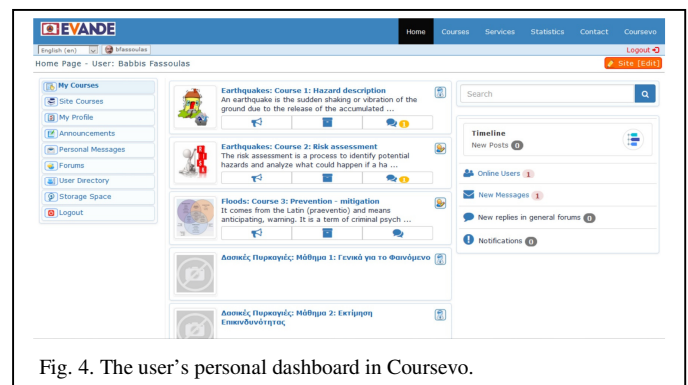 EVANDE
Home Courses Services Statistics Contact Coursevo
English (en) bfassoulas Logout
Home Page - User: Babbis Fassoulas Site [Edit]
My Courses
Site Courses
My Profile
Announcements
Personal Messages
Forums
User Directory
Storage Space
Logout
Earthquakes: Course 1: Hazard description
An earthquake is the sudden shaking or vibration of the
ground due to the release of the accumulated ...
1
Earthquakes: Course 2: Risk assessment
The risk assessment is a process to identify potential
hazards and analyze what could happen if a ha ...
1
Floods: Course 3: Prevention - mitigation
It comes from the Latin (praeventio) and means
anticipating, warning. It is a term of criminal psych ...
Δασικές Πυρκαγιές: Μάθημα 1: Γενικά για το Φαινόμενο
Δασικές Πυρκαγιές: Μάθημα 2: Εκτίμηση
Επικινδυνότητας
Search
Timeline
New Posts 0
Online Users 1
New Messages 1
New replies in general forums 0
Notifications 0
Fig. 4. The user's personal dashboard in Coursevo.